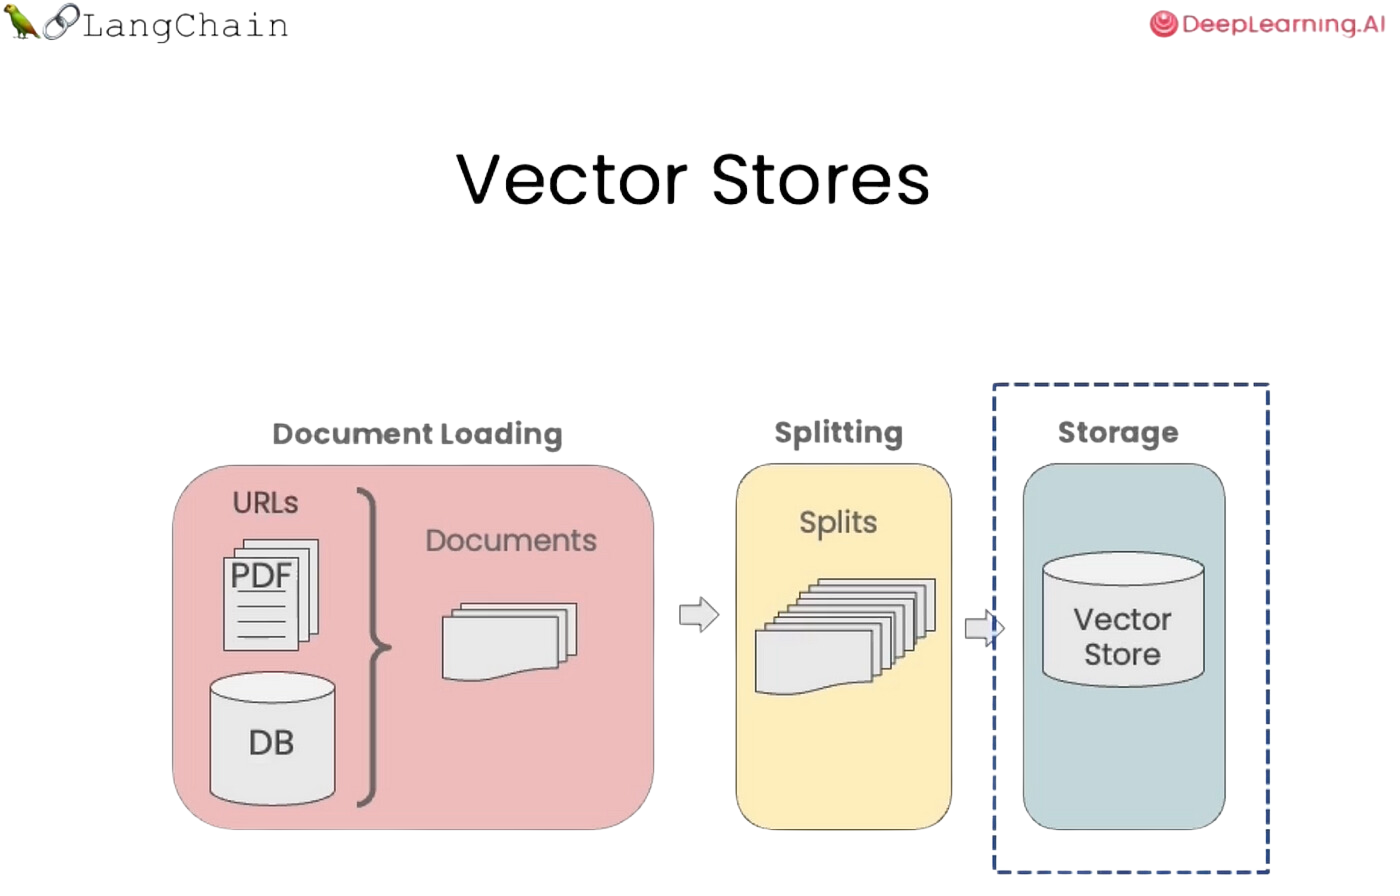 LangChain
DeepLearning.AI
Vector Stores
Document Loading
URLs
PDF
DB
Documents
Splitting
Splits
Storage
Vector
Store